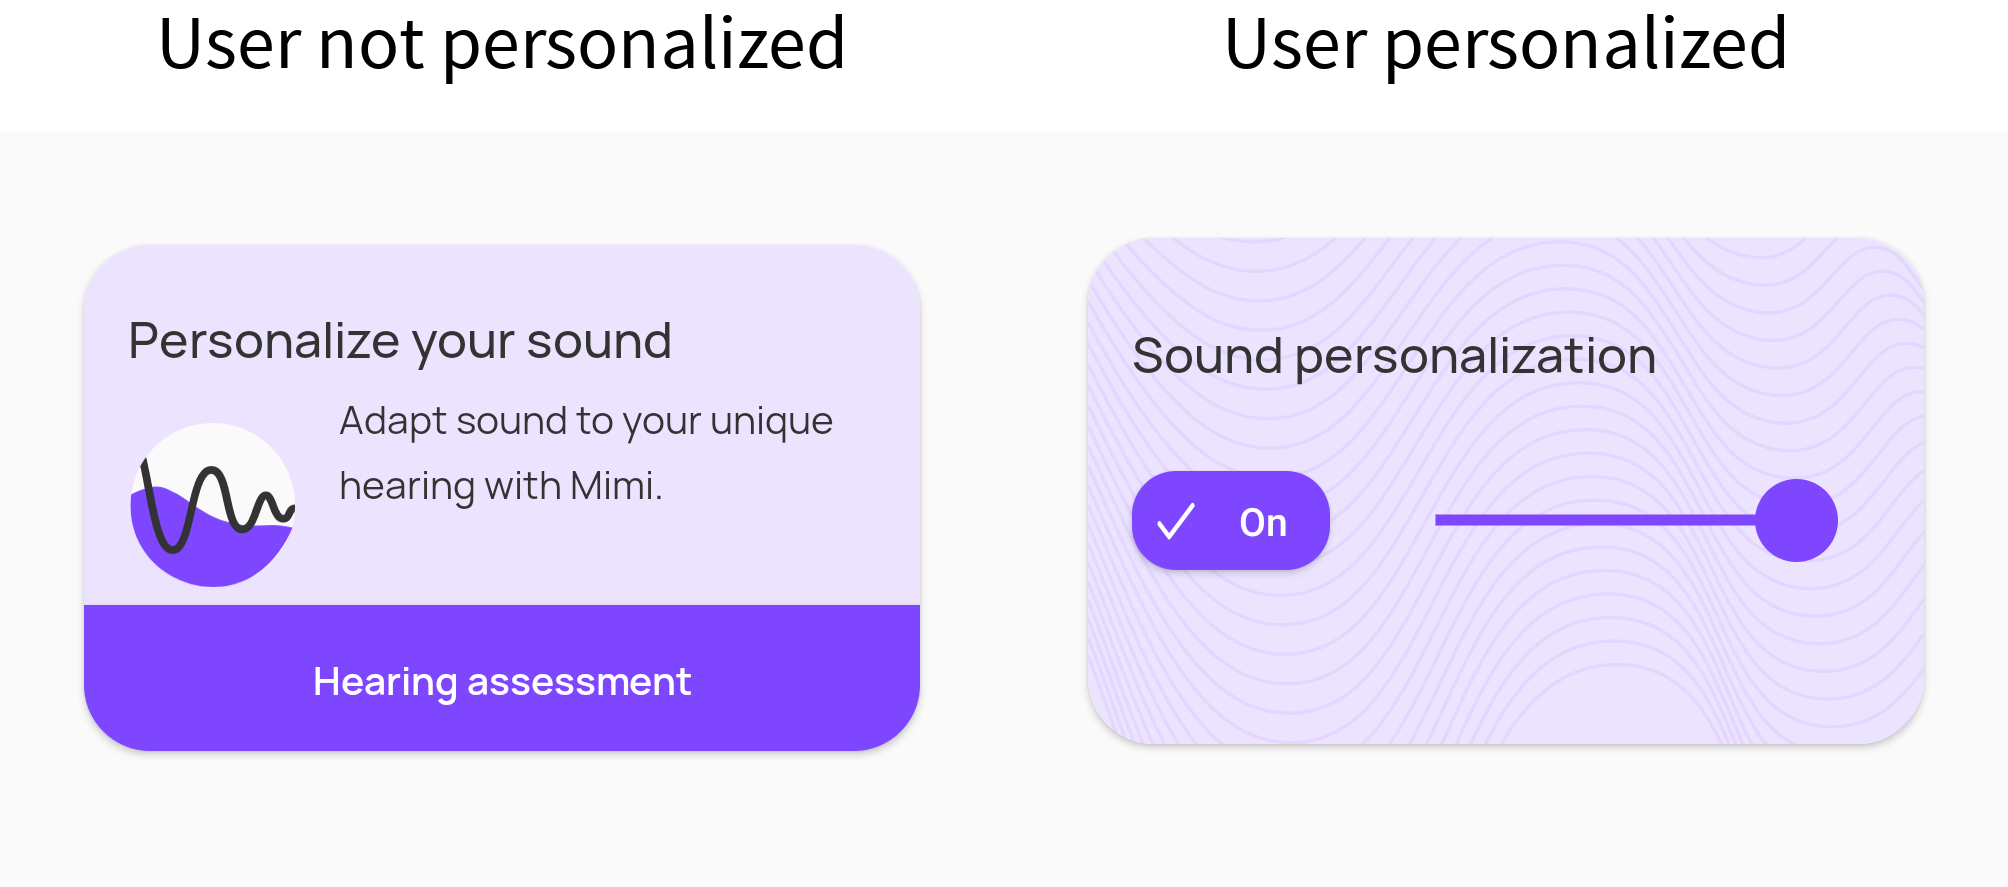 User not personalized
User personalized
Personalize your sound
Adapt sound to your unique
hearing with Mimi.
Hearing assessment
Sound personalization
On